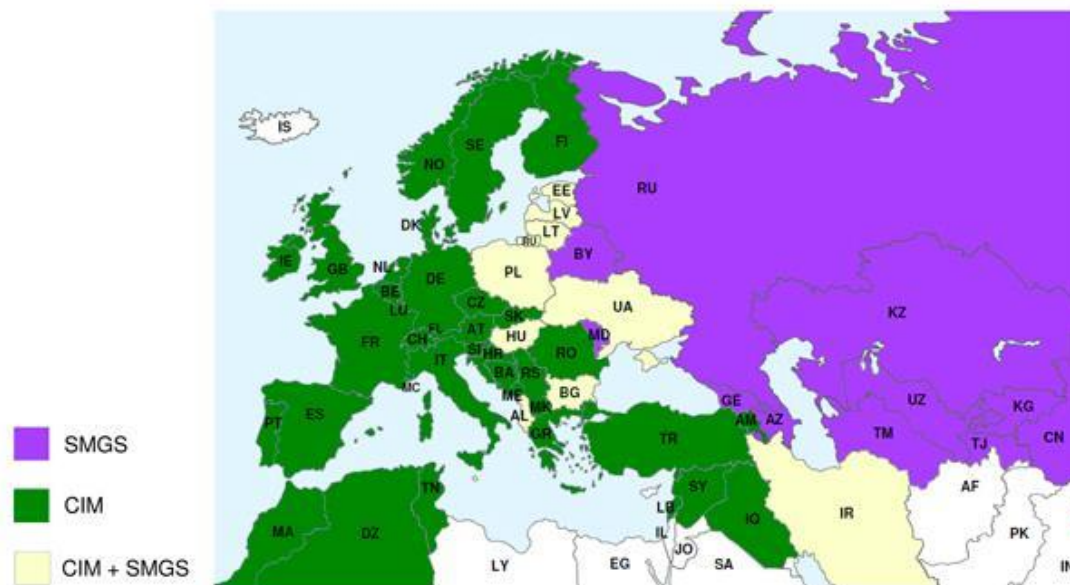 IS
NO
SE
FI
RU
EE
LV
LT
RU
DK
BY
IE
GB
NL
DE
PL
BE
LU
CZ
UA
KZ
FR
CH
FL
AT
SK
HU
MD
SI
HR
RO
IT
BA
RS
MC
ME
BG
AL
MK
GE
UZ
KG
PT
ES
GR
TR
AM
AZ
TM
TJ
CN
SMGS
TN
SY
AF
CIM
MA
DZ
LB
IQ
IR
IL
PK
LY
EG
JO
SA
IN
CIM + SMGS